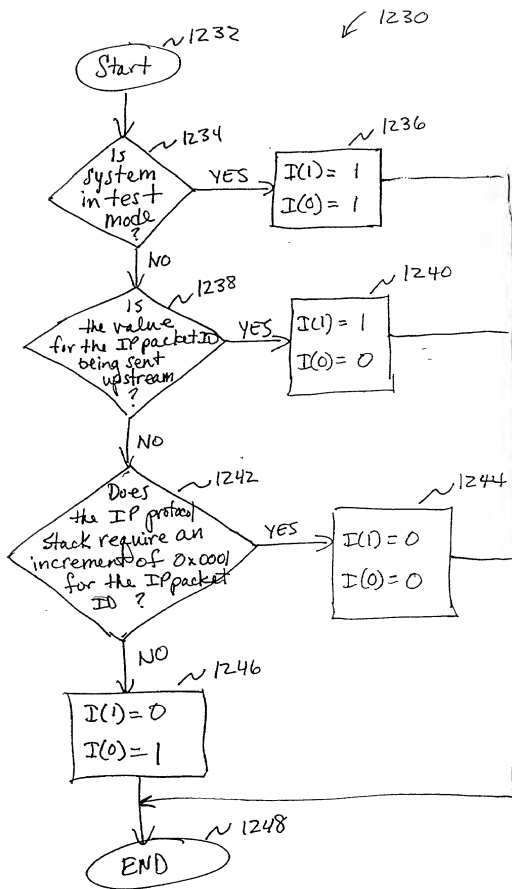 1230
1232
Start
1234
Is
system
in test
mode
?
YES
1236
I(1) = 1
I(0) = 1
NO
1238
Is
the value
for the IP packet ID
being sent
upstream
?
YES
1240
I(1) = 1
I(0) = 0
NO
1242
Does
the IP protocol
stack require an
increment of 0x0001
for the IP packet
ID ?
YES
1244
I(1) = 0
I(0) = 0
NO
1246
I(1) = 0
I(0) = 1
1248
END